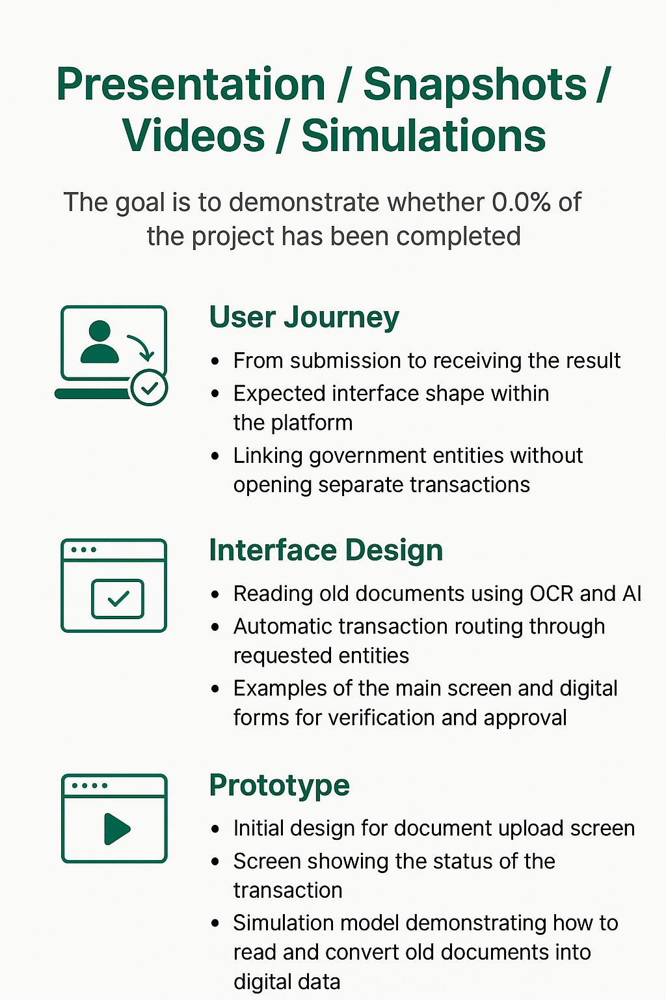 Presentation / Snapshots /
Videos / Simulations
The goal is to demonstrate whether 0.0% of
the project has been completed
User Journey
• From submission to receiving the result
• Expected interface shape within
the platform
• Linking government entities without
opening separate transactions
Interface Design
• Reading old documents using OCR and AI
• Automatic transaction routing through
requested entities
• Examples of the main screen and digital
forms for verification and approval
Prototype
• Initial design for document upload screen
• Screen showing the status of the
transaction
• Simulation model demonstrating how to
read and convert old documents into
digital data